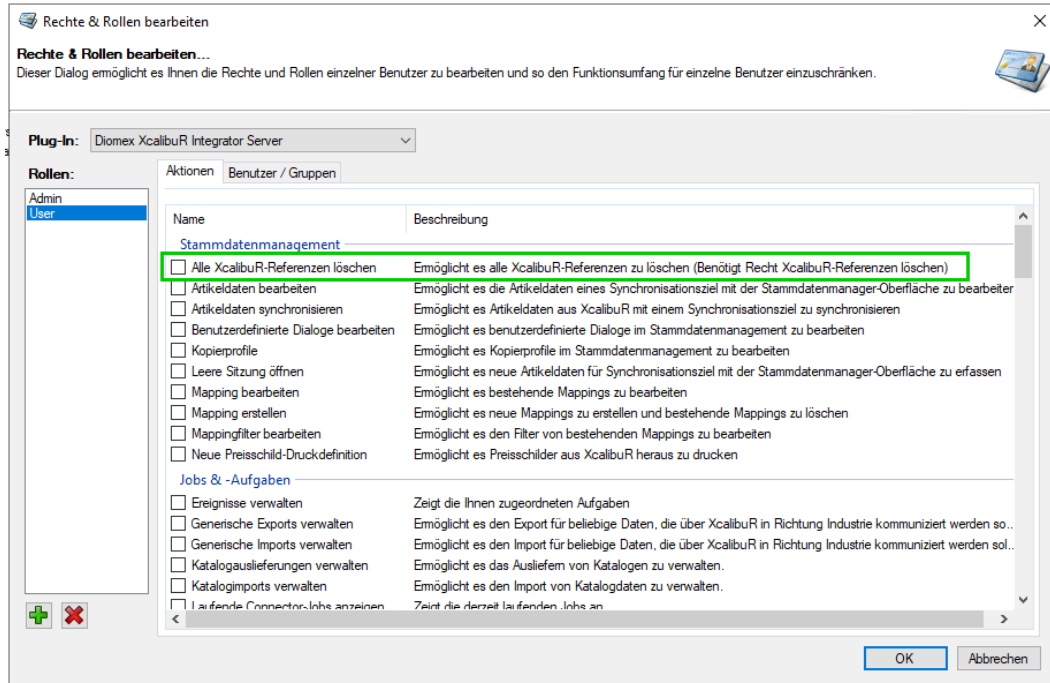 Rechte & Rollen bearbeiten
Rechte & Rollen bearbeiten...
Dieser Dialog ermöglicht es Ihnen die Rechte und Rollen einzelner Benutzer zu bearbeiten und so den Funktionsumfang für einzelne Benutzer einzuschränken.
Plug-In: Diomex XcalibuR Integrator Server
Rollen:
Admin
User
Aktionen Benutzer / Gruppen
Name Beschreibung
Stammdatenmanagement
Alle XcalibuR-Referenzen löschen Ermöglicht es alle XcalibuR-Referenzen zu löschen (Benötigt Recht XcalibuR-Referenzen löschen)
Artikeldaten bearbeiten Ermöglicht es die Artikeldaten eines Synchronisationsziel mit der Stammdatenmanager-Oberfläche zu bearbeiter
Artikeldaten synchronisieren Ermöglicht es Artikeldaten aus XcalibuR mit einem Synchronisationsziel zu synchronisieren
Benutzerdefinierte Dialoge bearbeiten Ermöglicht es benutzerdefinierte Dialoge im Stammdatenmanagement zu bearbeiten
Kopierprofile Ermöglicht es Kopierprofile im Stammdatenmanagement zu bearbeiten
Leere Sitzung öffnen Ermöglicht es neue Artikeldaten für Synchronisationsziel mit der Stammdatenmanager-Oberfläche zu erfassen
Mapping bearbeiten Ermöglicht es bestehende Mappings zu bearbeiten
Mapping erstellen Ermöglicht es neue Mappings zu erstellen und bestehende Mappings zu löschen
Mappingfilter bearbeiten Ermöglicht es den Filter von bestehenden Mappings zu bearbeiten
Neue Preisschild-Druckdefinition Ermöglicht es Preisschilder aus XcalibuR heraus zu drucken
Jobs & -Aufgaben
Ereignisse verwalten Zeigt die Ihnen zugeordneten Aufgaben
Generische Exports verwalten Ermöglicht es den Export für beliebige Daten, die über XcalibuR in Richtung Industrie kommuniziert werden so...
Generische Imports verwalten Ermöglicht es den Import für beliebige Daten, die über XcalibuR in Richtung Industrie kommuniziert werden sol...
Katalogauslieferungen verwalten Ermöglicht es das Ausliefern von Katalogen zu verwalten.
Katalogimports verwalten Ermöglicht es den Import von Katalogdaten zu verwalten.
Laufende Connector-Jobs anzeigen Zeigt die derzeit laufenden Jobs an
OK Abbrechen